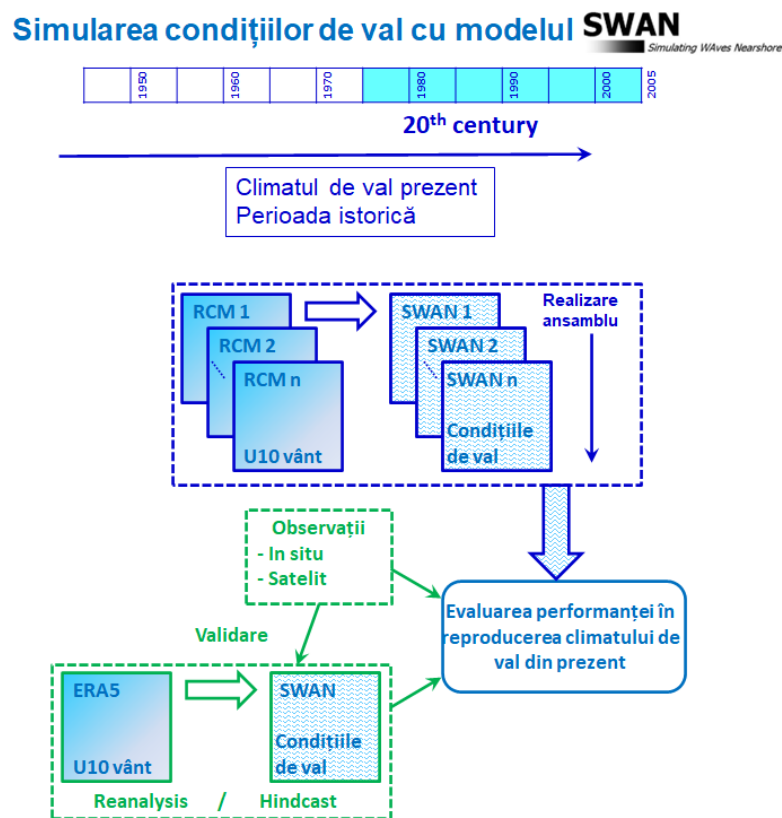 Simularea condițiilor de val cu modelul SWAN
Simulating WAves Nearshore
1950 1960 1970 1980 1990 2000 2005
20th century
Climatul de val prezent
Perioada istorică
RCM 1
RCM 2
RCM n
U10 vânt
SWAN 1
SWAN 2
SWAN n
Condițiile
de val
Realizare
ansamblu
Observații
- In situ
- Satelit
Validare
Evaluarea performanței în
reproducerea climatului de
val din prezent
ERA5
U10 vânt
SWAN
Condițiile
de val
Reanalysis / Hindcast